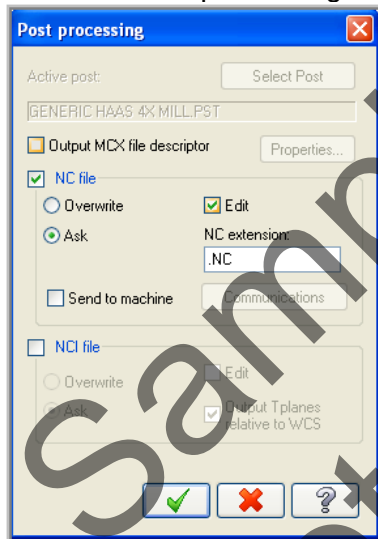 Post processing
Active post: Select Post
GENERIC HAAS 4X MILL.PST
Output MCX file descriptor Properties...
NC file
Overwrite Edit
Ask NC extension:
.NC
Send to machine Communications
NCI file
Overwrite Edit
Ask Output Tplanes
relative to WCS
?
Sam